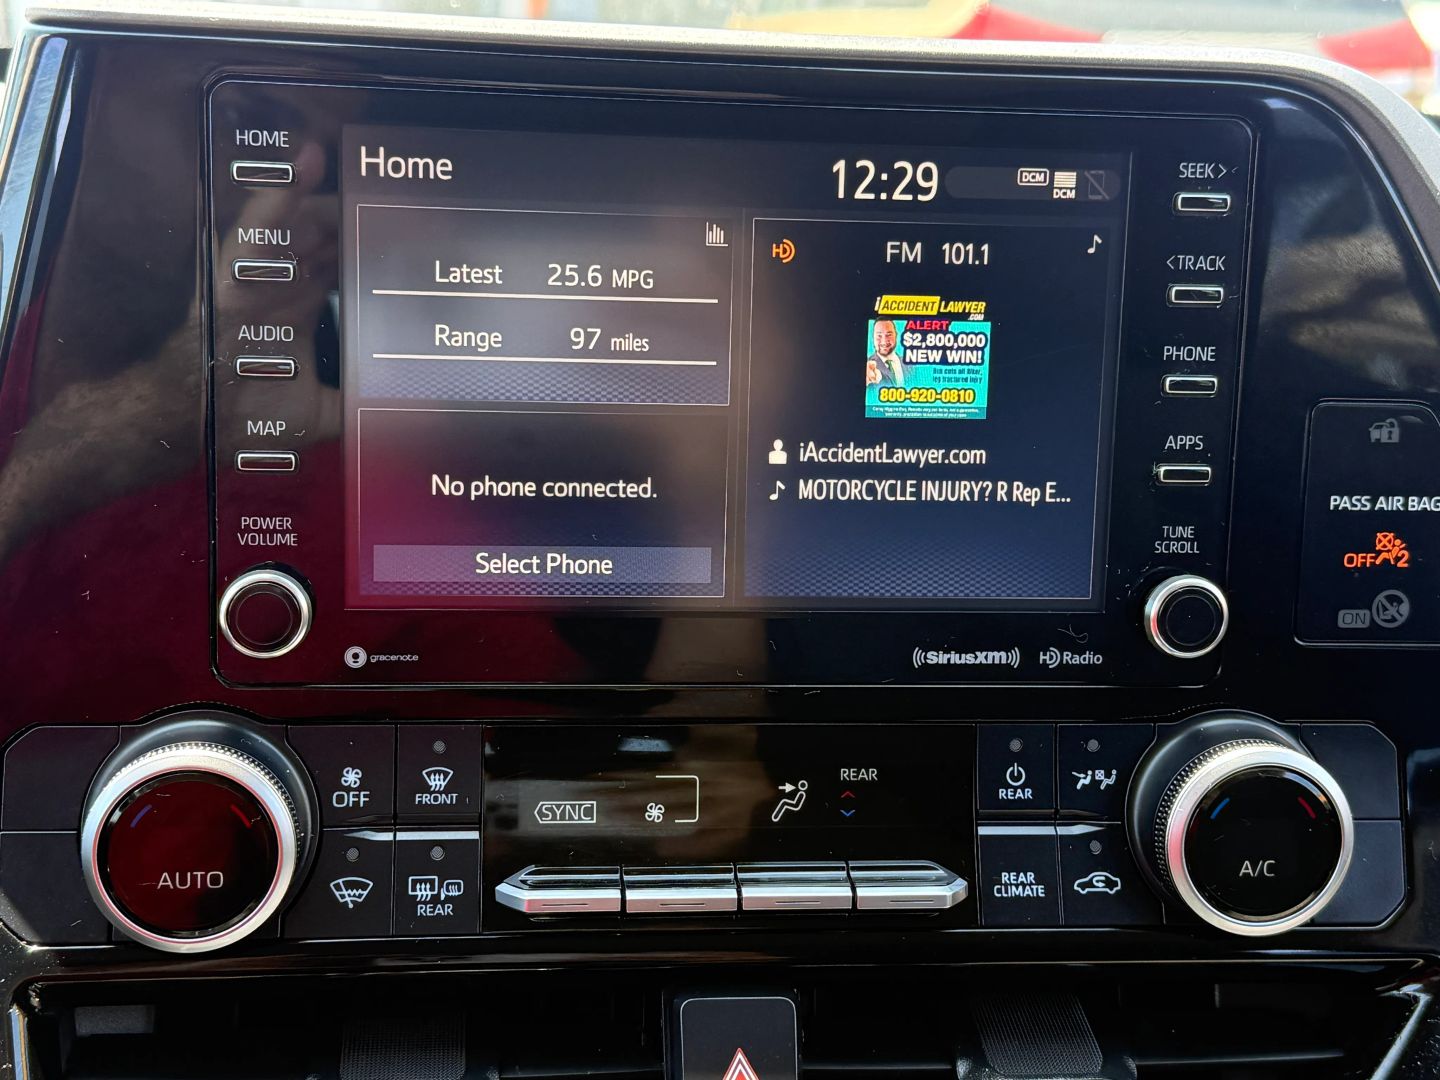 HOME
MENU
AUDIO
MAP
POWER
VOLUME
Home
12:29
DCM
DCM
Latest 25.6 MPG
Range 97 miles
No phone connected.
Select Phone
HD
FM 101.1
iACCIDENT LAWYER
.COM
ALERT
$2,800,000
NEW WIN!
800-920-0810
iAccidentLawyer.com
MOTORCYCLE INJURY? R Rep E...
SEEK>
<TRACK
PHONE
APPS
TUNE
SCROLL
PASS AIR BAG
OFF 2
ON
gracenote
((SiriusXM))
HD Radio
AUTO
OFF
FRONT
REAR
SYNC
REAR
REAR
REAR
CLIMATE
A/C